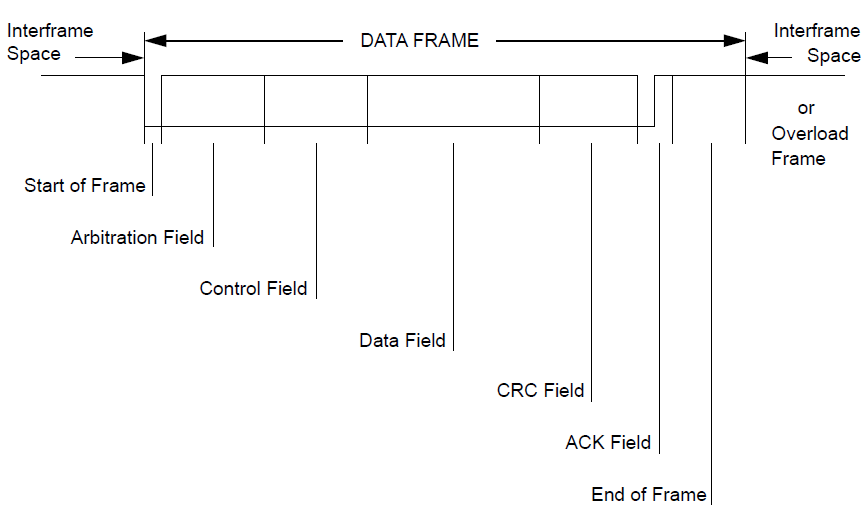 Interframe
Space
DATA FRAME
Interframe
Space
or
Overload
Frame
Start of Frame
Arbitration Field
Control Field
Data Field
CRC Field
ACK Field
End of Frame